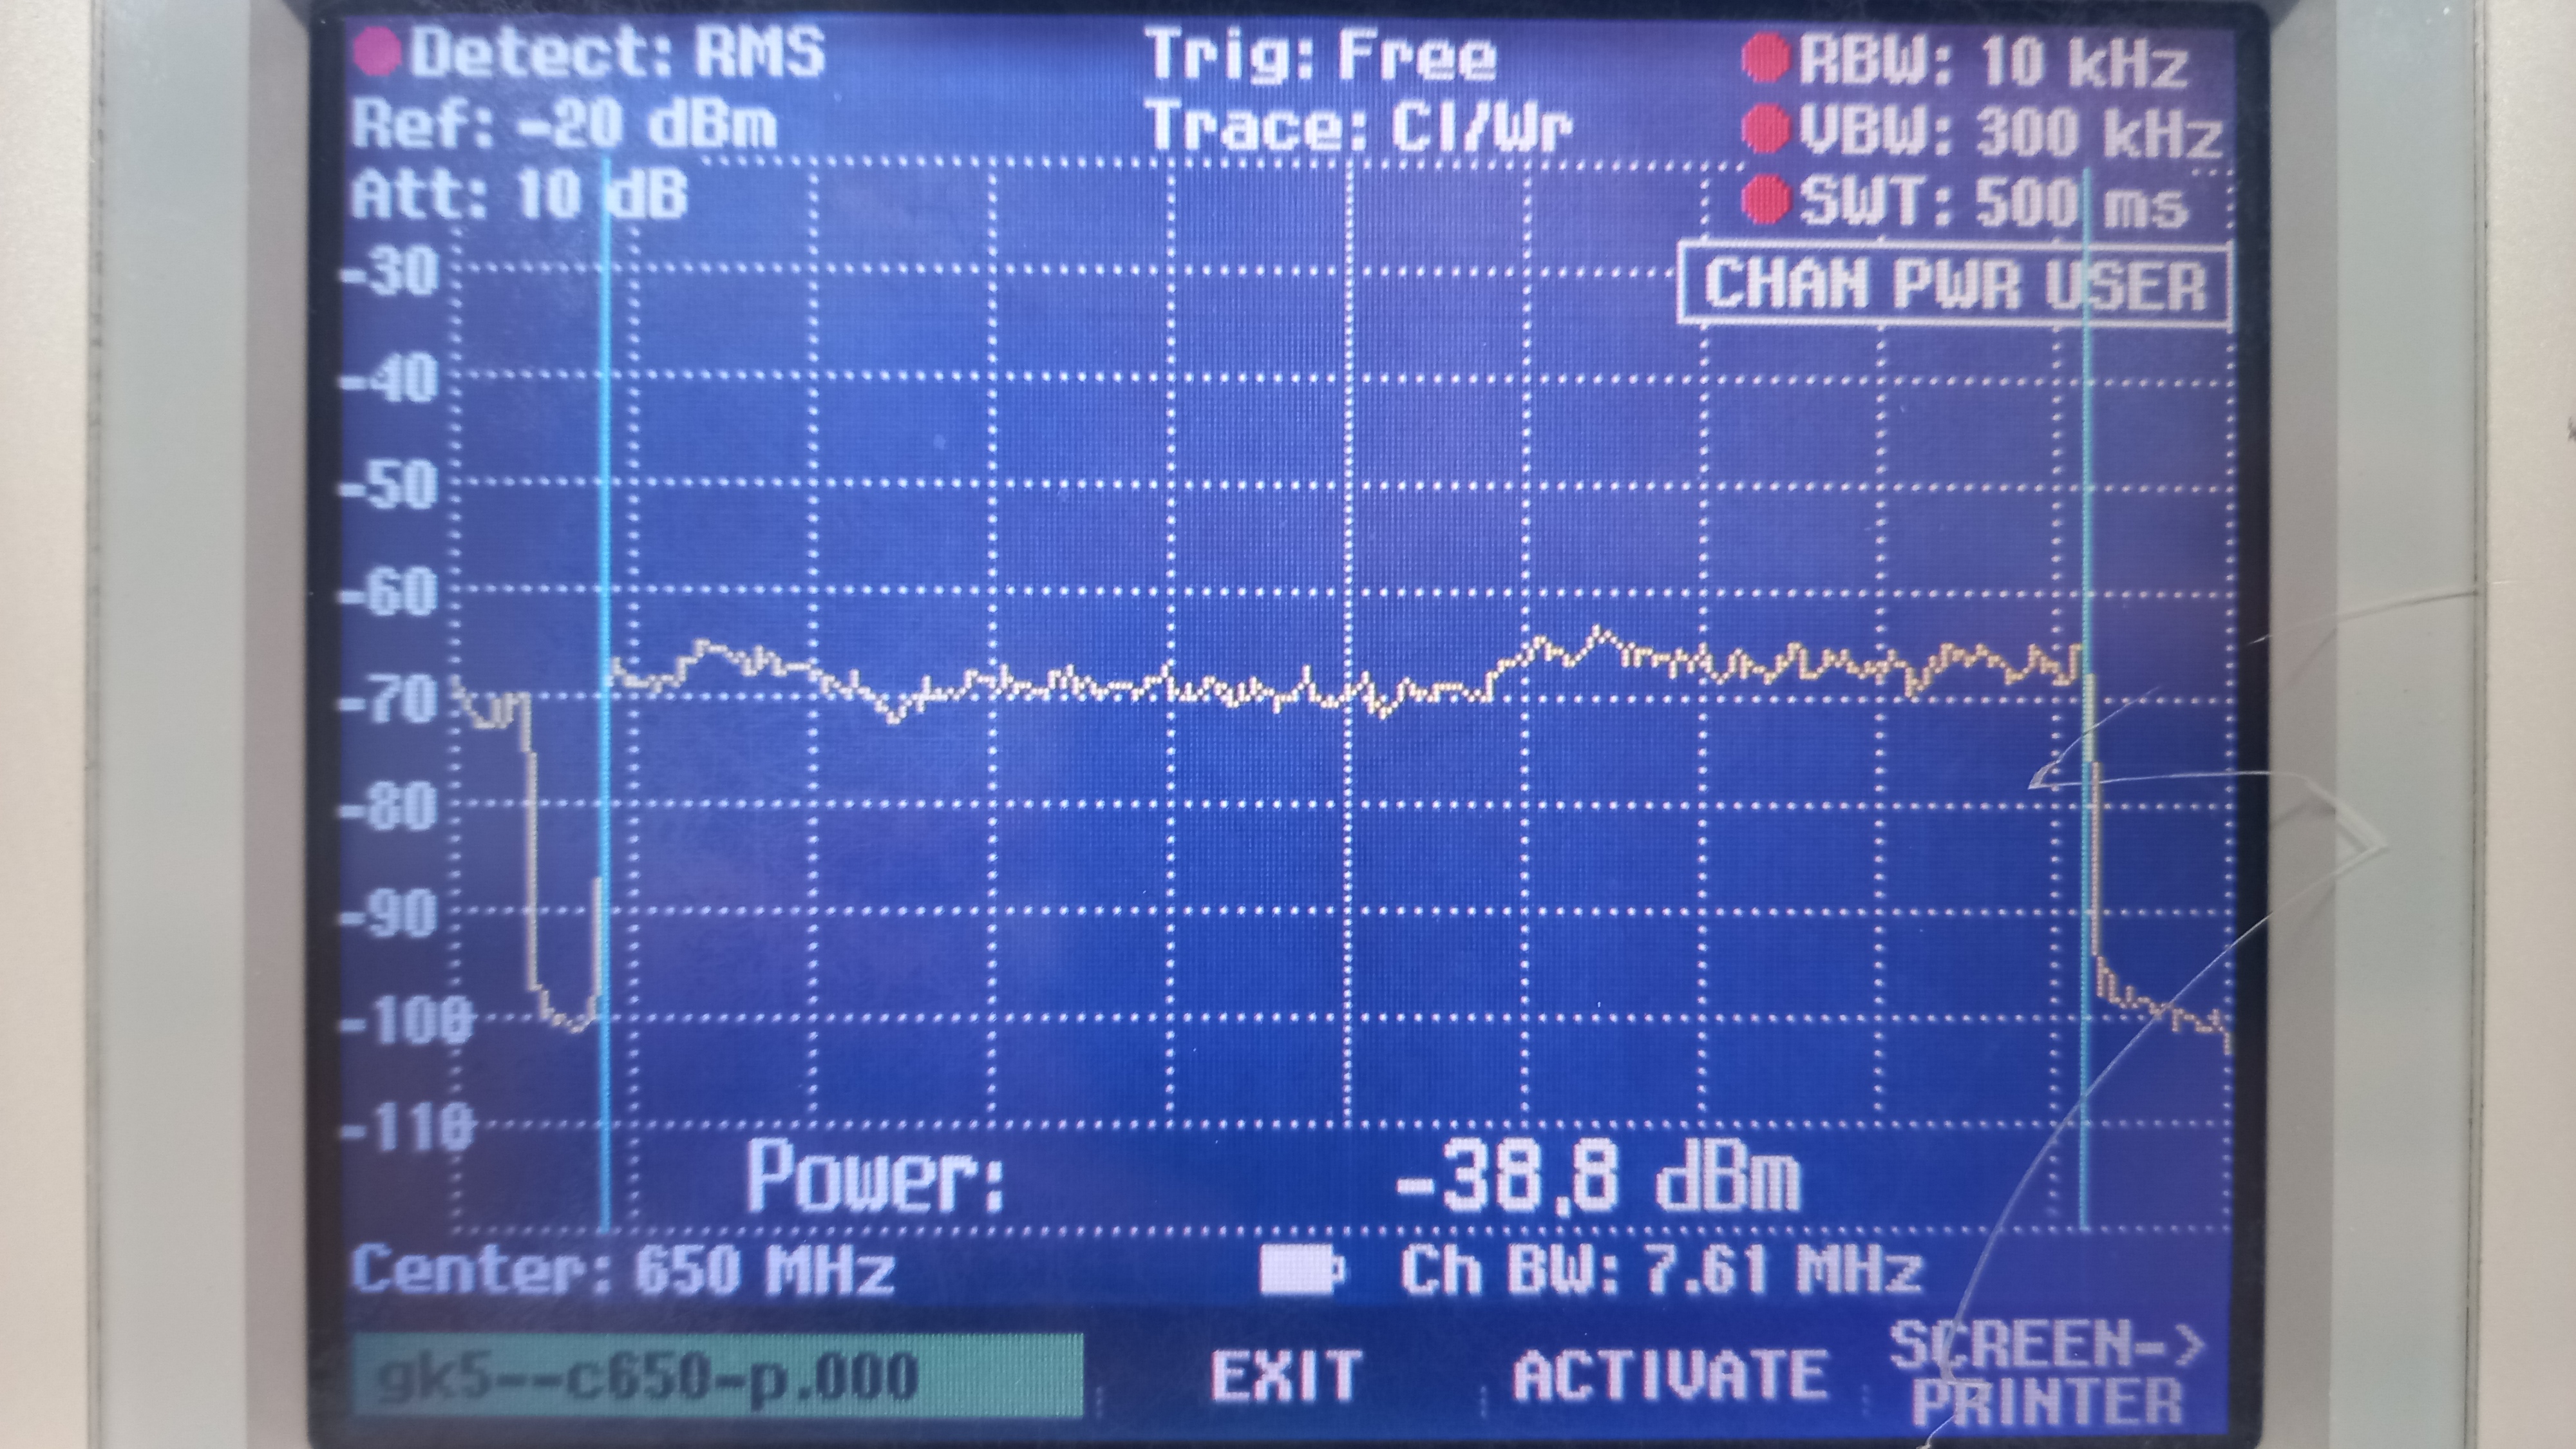 Detect: RMS
Trig: Free
RBW: 10 kHz
Ref: -20 dBm
Trace: Cl/Wr
VBW: 300 kHz
Att: 10 dB
SWT: 500 ms
CHAN PWR USER
-30
-40
-50
-60
-70
-80
-90
-100
-110
Power: -38,8 dBm
Center: 650 MHz
Ch BW: 7.61 MHz
gk5--c650-p.000
EXIT
ACTIVATE
SCREEN->
PRINTER